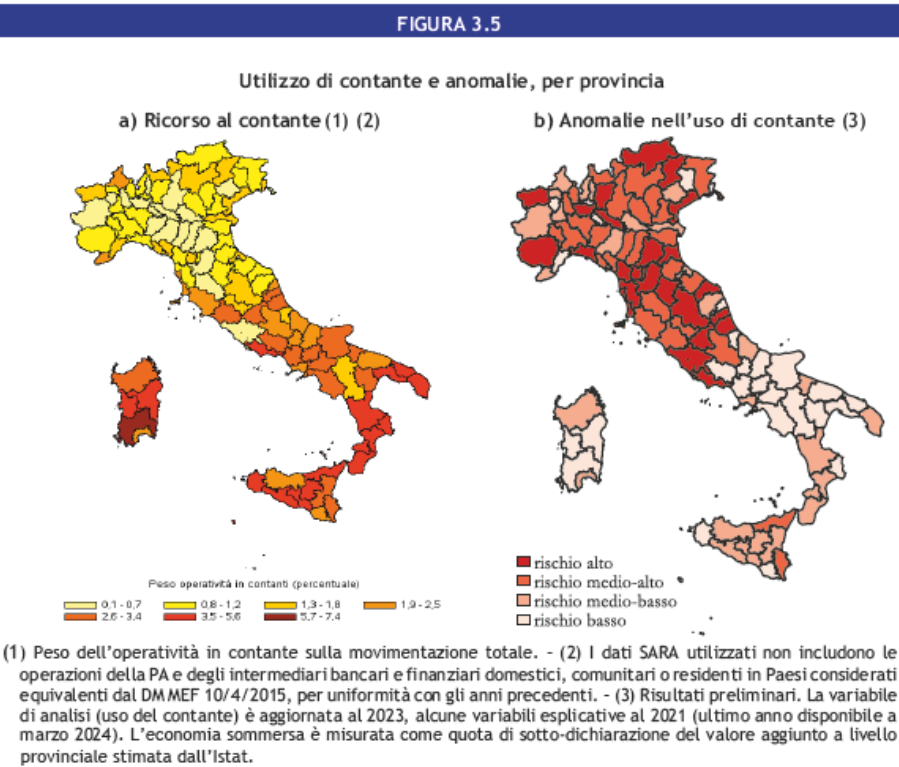 FIGURA 3.5
Utilizzo di contante e anomalie, per provincia
a) Ricorso al contante (1) (2)
b) Anomalie nell'uso di contante (3)
rischio alto
rischio medio-alto
rischio medio-basso
rischio basso
Peso operatività in contanti (percentuale)
0,1 - 0,7 0,8 - 1,2 1,3 - 1,8 1,9 - 2,5
2,6 - 3,4 3,5 - 5,6 5,7 - 7,4
(1) Peso dell'operatività in contante sulla movimentazione totale. - (2) I dati SARA utilizzati non includono le
operazioni della PA e degli intermediari bancari e finanziari domestici, comunitari o residenti in Paesi considerati
equivalenti dal DM MEF 10/4/2015, per uniformità con gli anni precedenti. - (3) Risultati preliminari. La variabile
di analisi (uso del contante) è aggiornata al 2023, alcune variabili esplicative al 2021 (ultimo anno disponibile a
marzo 2024). L'economia sommersa è misurata come quota di sotto-dichiarazione del valore aggiunto a livello
provinciale stimata dall'Istat.